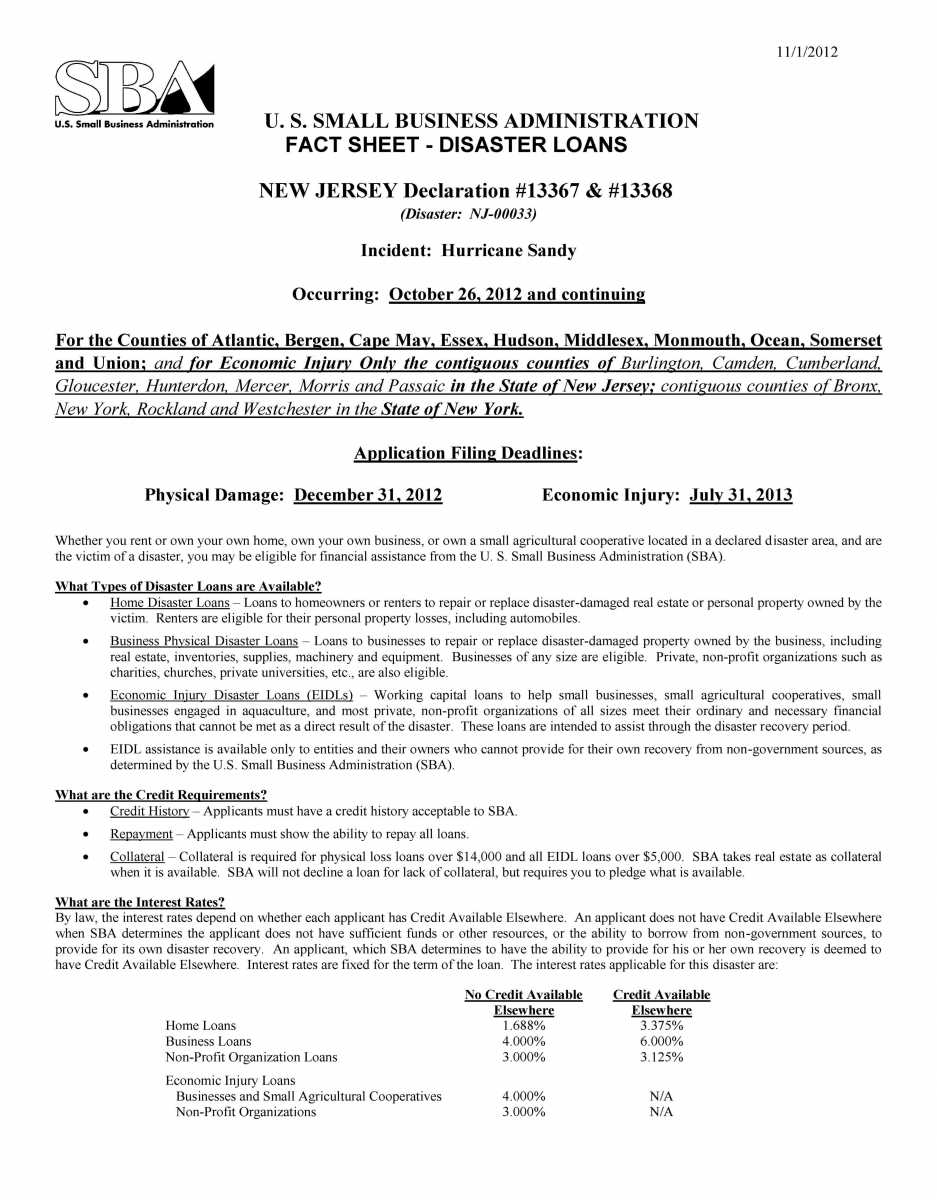 11/1/2012
SBA
U.S. Small Business Administration
U. S. SMALL BUSINESS ADMINISTRATION
FACT SHEET - DISASTER LOANS
NEW JERSEY Declaration #13367 & #13368
(Disaster: NJ-00033)
Incident: Hurricane Sandy
Occurring: October 26, 2012 and continuing
For the Counties of Atlantic, Bergen, Cape May, Essex, Hudson, Middlesex, Monmouth, Ocean, Somerset
and Union; and for Economic Injury Only the contiguous counties of Burlington, Camden, Cumberland,
Gloucester, Hunterdon, Mercer, Morris and Passaic in the State of New Jersey; contiguous counties of Bronx,
New York, Rockland and Westchester in the State of New York.
Application Filing Deadlines:
Physical Damage: December 31, 2012 Economic Injury: July 31, 2013
Whether you rent or own your own home, own your own business, or own a small agricultural cooperative located in a declared disaster area, and are
the victim of a disaster, you may be eligible for financial assistance from the U. S. Small Business Administration (SBA).
What Types of Disaster Loans are Available?
• Home Disaster Loans – Loans to homeowners or renters to repair or replace disaster-damaged real estate or personal property owned by the
victim. Renters are eligible for their personal property losses, including automobiles.
• Business Physical Disaster Loans – Loans to businesses to repair or replace disaster-damaged property owned by the business, including
real estate, inventories, supplies, machinery and equipment. Businesses of any size are eligible. Private, non-profit organizations such as
charities, churches, private universities, etc., are also eligible.
• Economic Injury Disaster Loans (EIDLs) – Working capital loans to help small businesses, small agricultural cooperatives, small
businesses engaged in aquaculture, and most private, non-profit organizations of all sizes meet their ordinary and necessary financial
obligations that cannot be met as a direct result of the disaster. These loans are intended to assist through the disaster recovery period.
• EIDL assistance is available only to entities and their owners who cannot provide for their own recovery from non-government sources, as
determined by the U.S. Small Business Administration (SBA).
What are the Credit Requirements?
• Credit History – Applicants must have a credit history acceptable to SBA.
• Repayment – Applicants must show the ability to repay all loans.
• Collateral – Collateral is required for physical loss loans over $14,000 and all EIDL loans over $5,000. SBA takes real estate as collateral
when it is available. SBA will not decline a loan for lack of collateral, but requires you to pledge what is available.
What are the Interest Rates?
By law, the interest rates depend on whether each applicant has Credit Available Elsewhere. An applicant does not have Credit Available Elsewhere
when SBA determines the applicant does not have sufficient funds or other resources, or the ability to borrow from non-government sources, to
provide for its own disaster recovery. An applicant, which SBA determines to have the ability to provide for his or her own recovery is deemed to
have Credit Available Elsewhere. Interest rates are fixed for the term of the loan. The interest rates applicable for this disaster are:
No Credit Available Credit Available
Elsewhere Elsewhere
Home Loans 1.688% 3.375%
Business Loans 4.000% 6.000%
Non-Profit Organization Loans 3.000% 3.125%
Economic Injury Loans
Businesses and Small Agricultural Cooperatives 4.000% N/A
Non-Profit Organizations 3.000% N/A